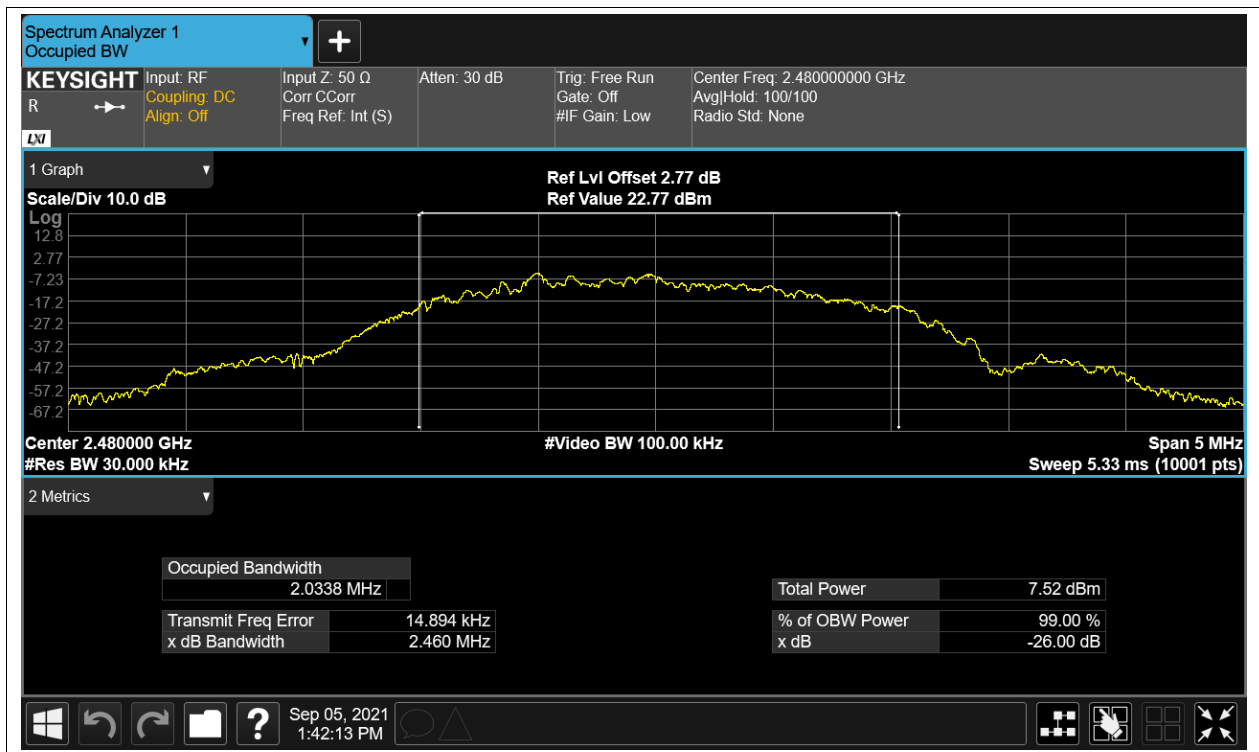 Spectrum Analyzer 1
Occupied BW
KEYSIGHT
R
LXI
Input: RF
Coupling: DC
Align: Off
Input Z: 50 Ω
Corr CCorr
Freq Ref: Int (S)
Atten: 30 dB
Trig: Free Run
Gate: Off
#IF Gain: Low
Center Freq: 2.480000000 GHz
Avg|Hold: 100/100
Radio Std: None
1 Graph
Scale/Div 10.0 dB
Ref Lvl Offset 2.77 dB
Ref Value 22.77 dBm
Log
12.8
2.77
-7.23
-17.2
-27.2
-37.2
-47.2
-57.2
-67.2
Center 2.480000 GHz
#Video BW 100.00 kHz
Span 5 MHz
#Res BW 30.000 kHz
Sweep 5.33 ms (10001 pts)
2 Metrics
Occupied Bandwidth
2.0338 MHz
Total Power 7.52 dBm
Transmit Freq Error 14.894 kHz
% of OBW Power 99.00 %
x dB Bandwidth 2.460 MHz
x dB -26.00 dB
?
Sep 05, 2021
1:42:13 PM